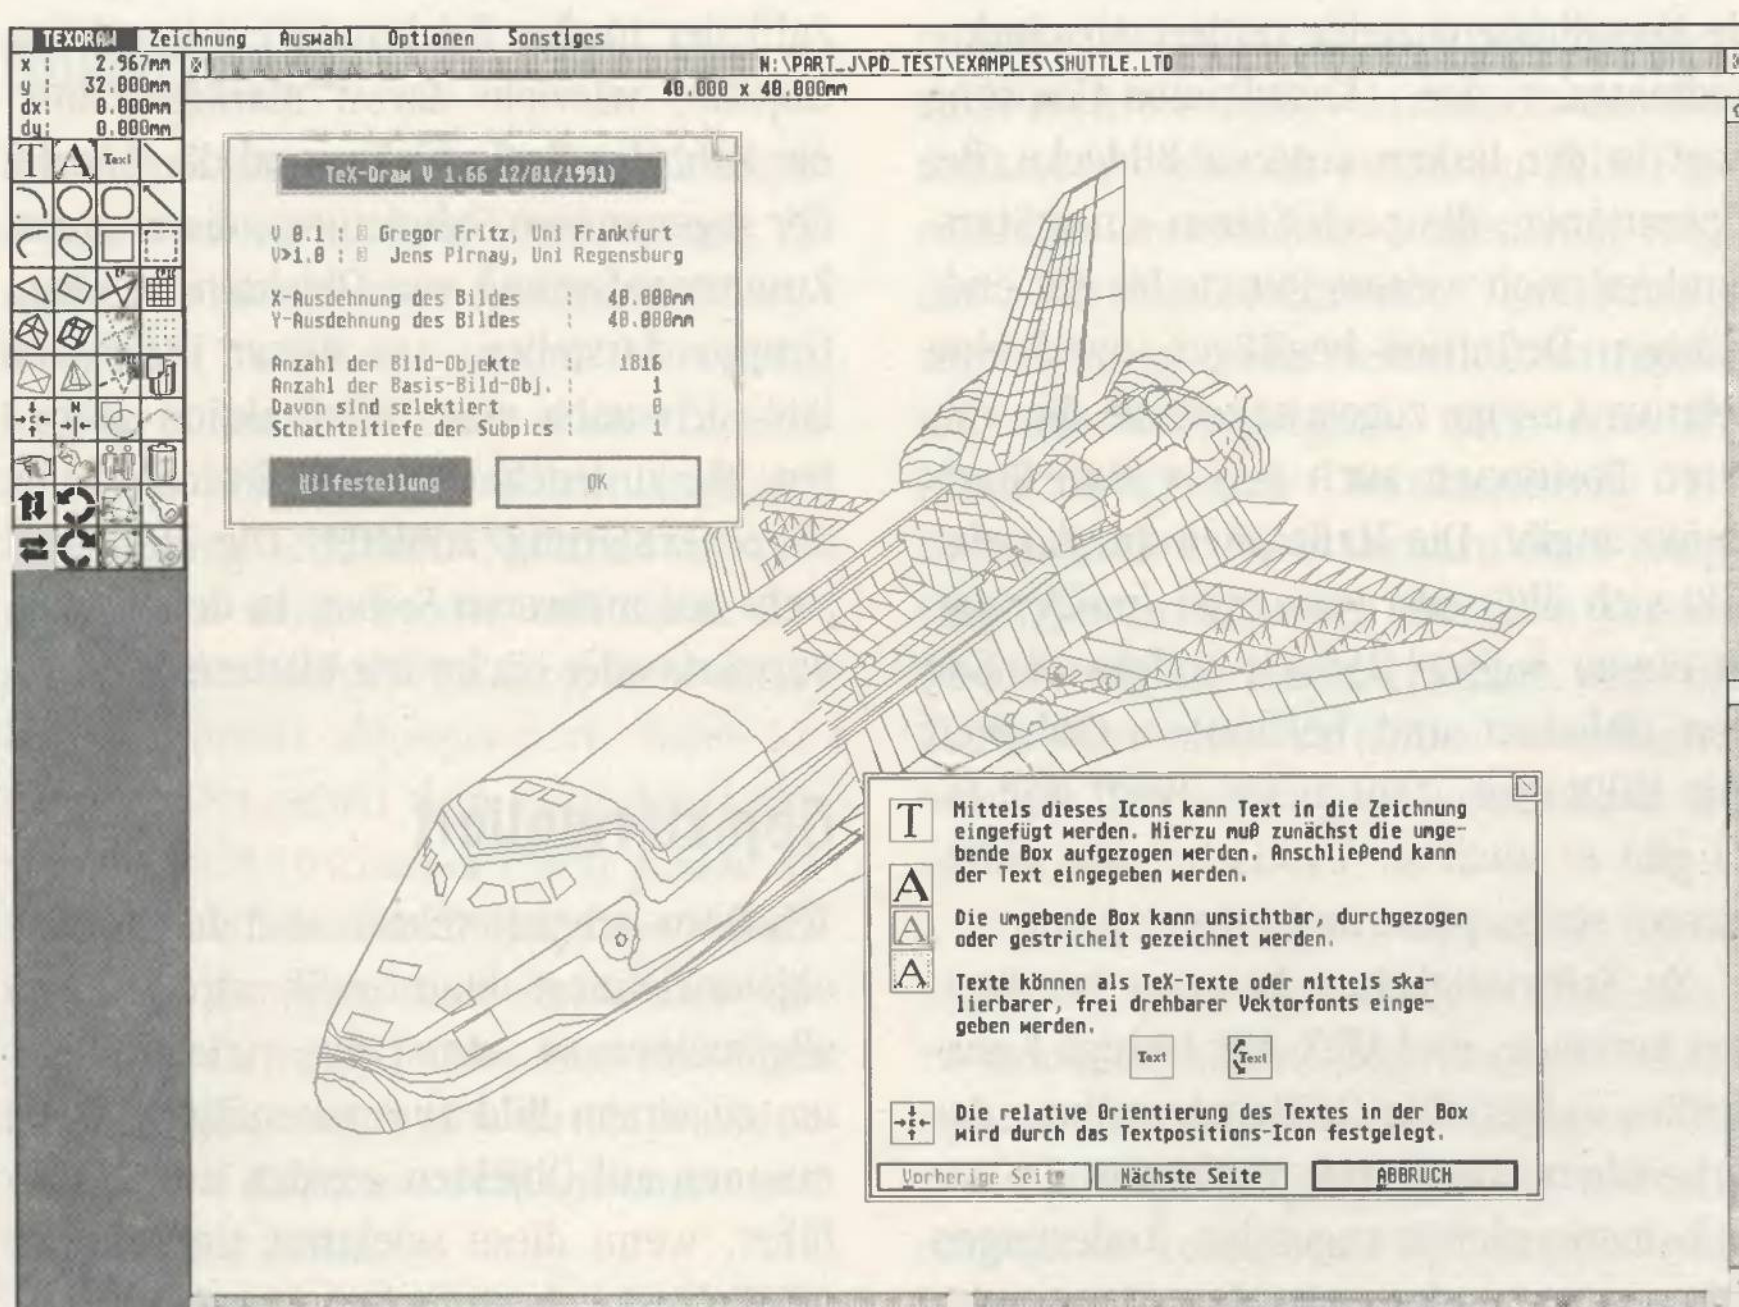 TEXDRAW Zeichnung Auswahl Optionen Sonstiges
x : 2.967mm
y : 32.000mm
dx: 0.000mm
dy: 0.000mm
N:\PART_J\PD_TEST\EXAMPLES\SHUTTLE.LTD
40.000 x 40.000mm
T A Text
TeX-Draw V 1.66 12/01/1991)
V 0.1 : Gregor Fritz, Uni Frankfurt
V>1.0 : Jens Pirnay, Uni Regensburg
X-Ausdehnung des Bildes : 40.000mm
Y-Ausdehnung des Bildes : 40.000mm
Anzahl der Bild-Objekte : 1816
Anzahl der Basis-Bild-Obj. : 1
Davon sind selektiert : 0
Schachteltiefe der Subpics : 1
Hilfestellung OK
T
Mittels dieses Icons kann Text in die Zeichnung
eingefügt werden. Hierzu muß zunächst die umge-
bende Box aufgezogen werden. Anschließend kann
der Text eingegeben werden.
A
A
Die umgebende Box kann unsichtbar, durchgezogen
oder gestrichelt gezeichnet werden.
A
Texte können als TeX-Texte oder mittels ska-
lierbarer, frei drehbarer Vektorfonts einge-
geben werden.
Text Text
Die relative Orientierung des Textes in der Box
wird durch das Textpositions-Icon festgelegt.
Vorherige Seite Nächste Seite ABBRUCH